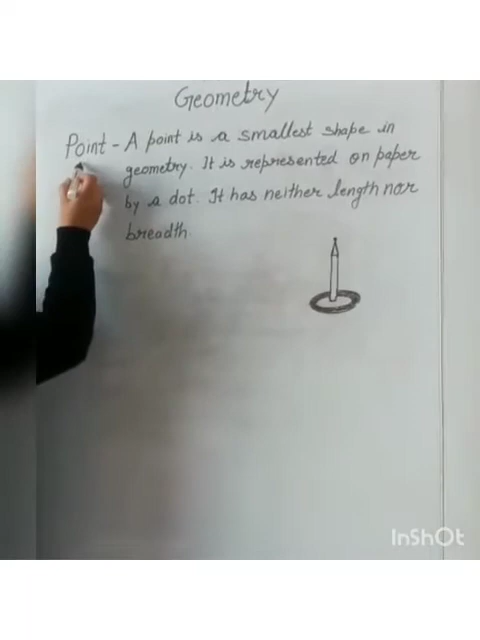 Geometry
Point - A point is a smallest shape in
geometry. It is represented on paper
by a dot. It has neither length nor
breadth.
InShOt